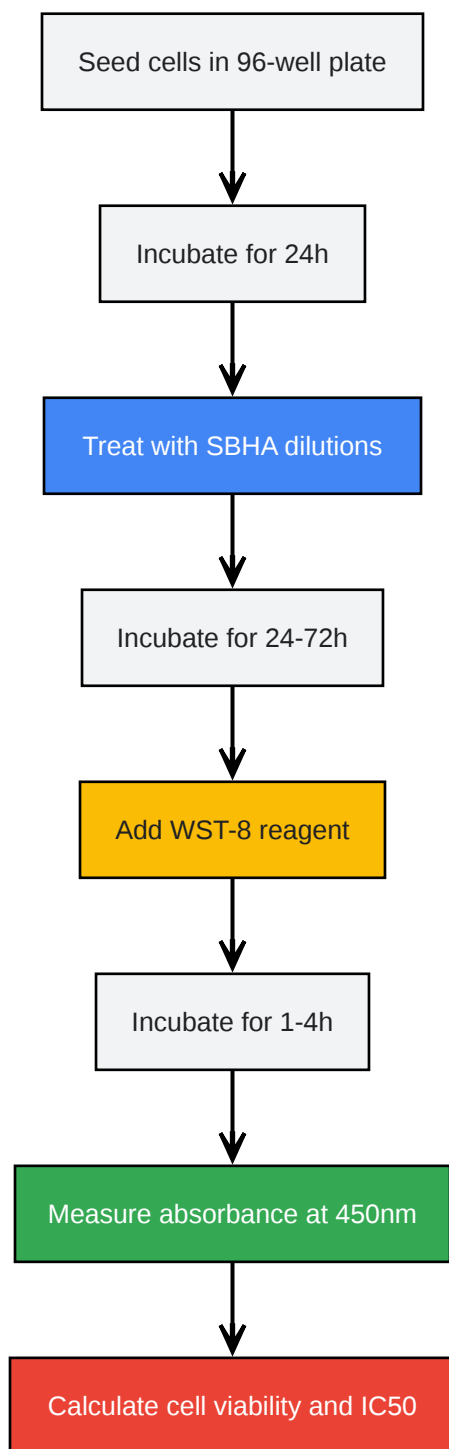 Seed cells in 96-well plate
Incubate for 24h
Treat with SBHA dilutions
Incubate for 24-72h
Add WST-8 reagent
Incubate for 1-4h
Measure absorbance at 450nm
Calculate cell viability and IC50